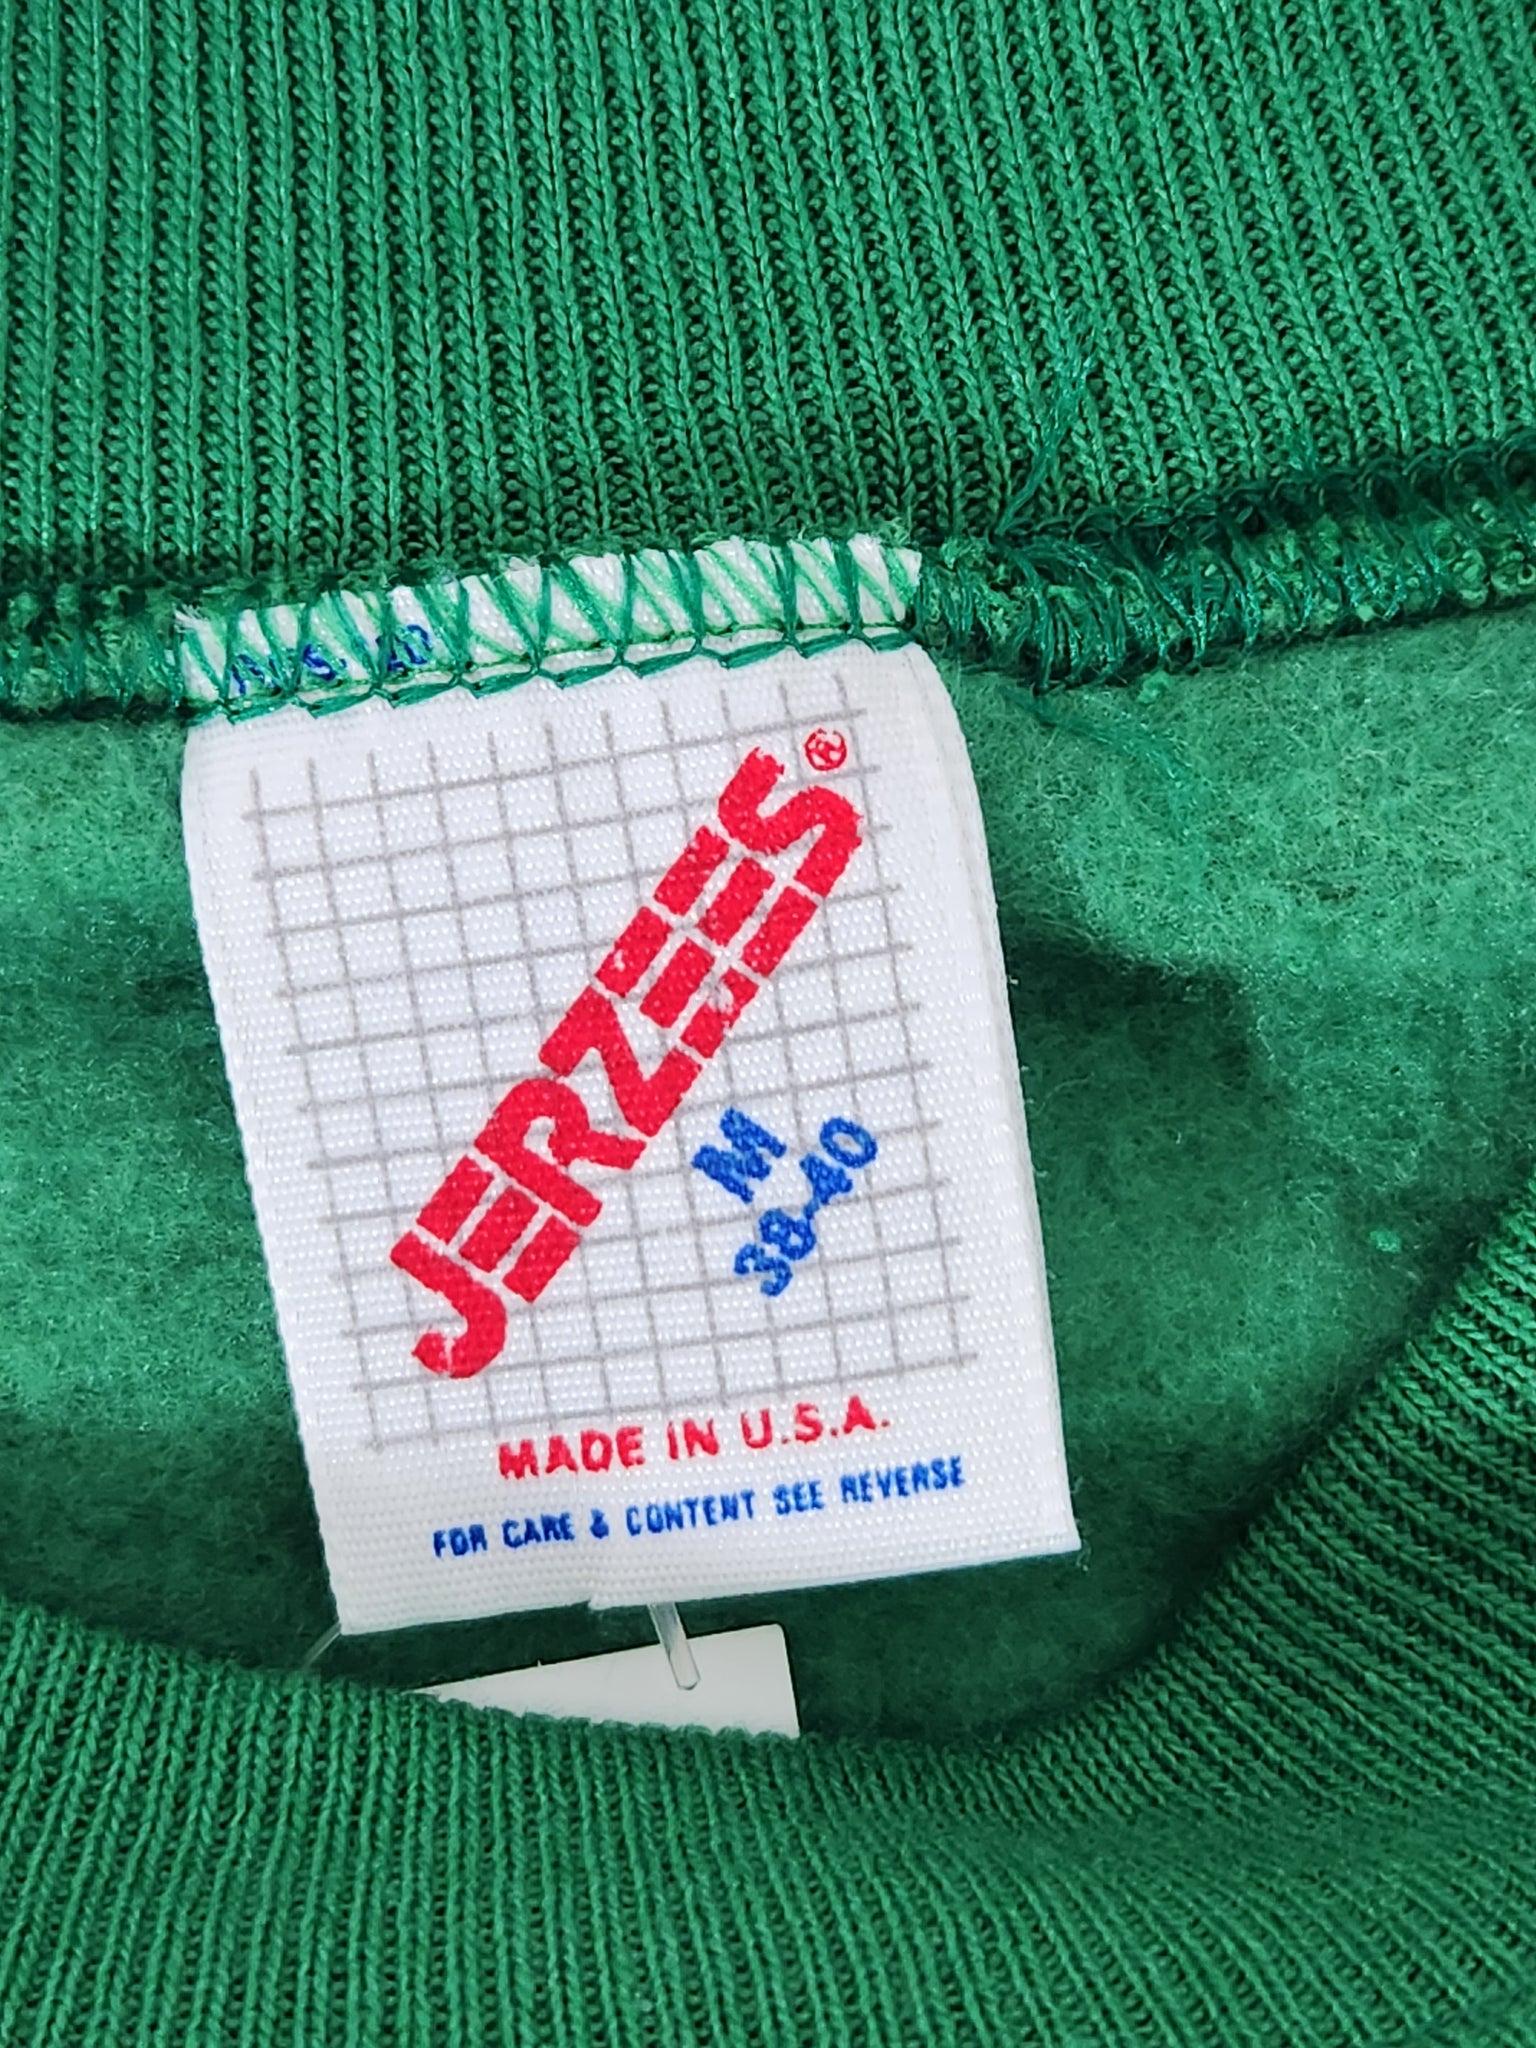 JERZEES®
M
38-40
MADE IN U.S.A.
FOR CARE & CONTENT SEE REVERSE